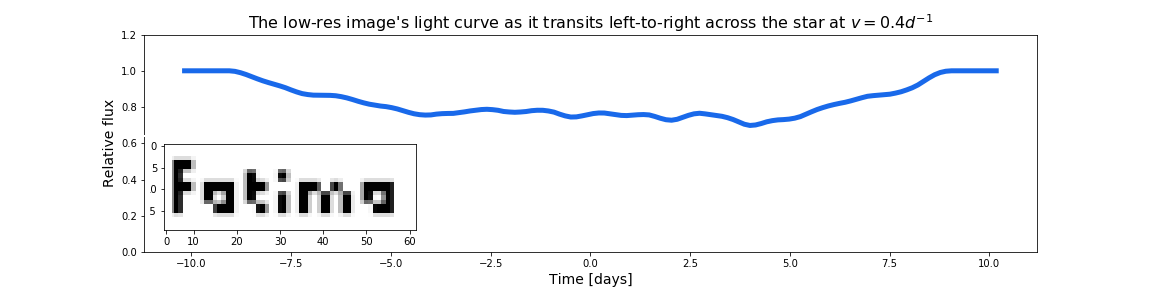 The low-res image's light curve as it transits left-to-right across the star at v = 0.4d⁻¹
Relative flux
1.2
1.0
0.8
0.6
0.4
0.2
0.0
0
5
.0
5
Fatima
0 10 20 30 40 50 60
−10.0 −7.5 −5.0 −2.5 0.0 2.5 5.0 7.5 10.0
Time [days]